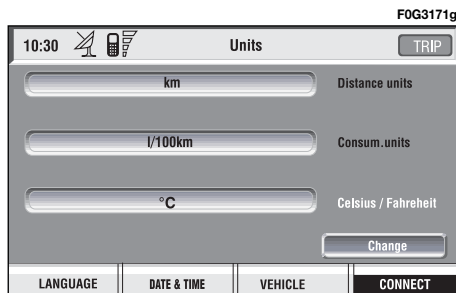 F0G3171g
10:30 Units TRIP
km Distance units
l/100km Consum.units
°C Celsius / Fahreheit
Change
LANGUAGE DATE & TIME VEHICLE CONNECT